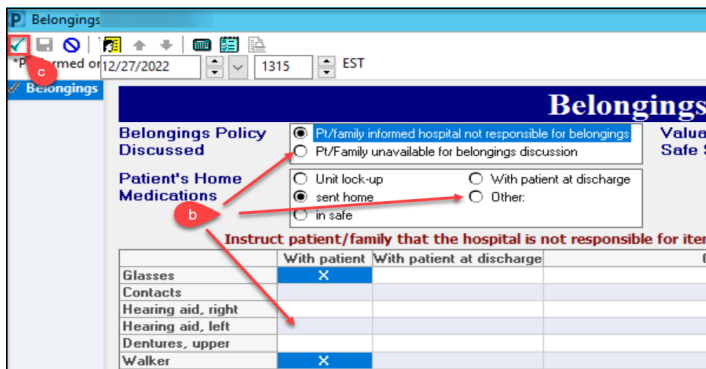 Belongings
*P rmed on 12/27/2022 1315 EST
c
Belongings
Belongings
Belongings Policy Discussed
Pt/family informed hospital not responsible for belongings
Pt/Family unavailable for belongings discussion
Valua
Safe S
Patient's Home Medications
Unit lock-up
With patient at discharge
sent home
Other:
in safe
b
Instruct patient/family that the hospital is not responsible for iter
With patient With patient at discharge
Glasses X
Contacts
Hearing aid, right
Hearing aid, left
Dentures, upper
Walker X